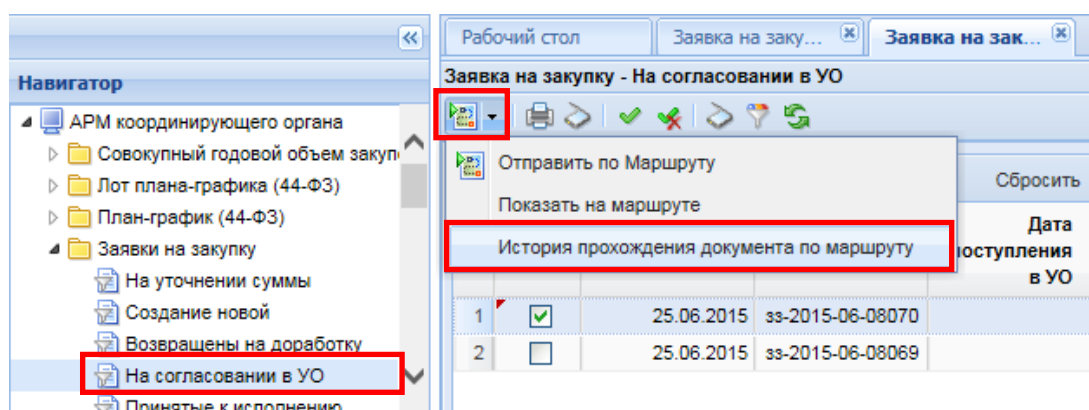 Навигатор
АРМ координирующего органа
Совокупный годовой объем закуп
Лот плана-графика (44-ФЗ)
План-график (44-ФЗ)
Заявки на закупку
На уточнении суммы
Создание новой
Возвращены на доработку
На согласовании в УО
Принятые к исполнению
Рабочий стол
Заявка на заку...
Заявка на зак...
Заявка на закупку - На согласовании в УО
Отправить по Маршруту
Показать на маршруте
История прохождения документа по маршруту
Сбросить
Дата
поступления
в УО
1 25.06.2015 зз-2015-06-08070
2 25.06.2015 зз-2015-06-08069